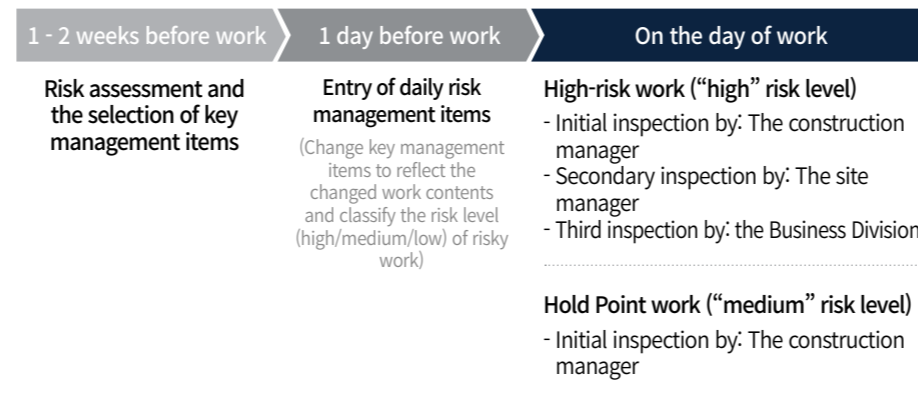 1 - 2 weeks before work
1 day before work
On the day of work
Risk assessment and
the selection of key
management items
Entry of daily risk
management items
(Change key management
items to reflect the
changed work contents
and classify the risk level
(high/medium/low) of risky
work)
High-risk work (“high” risk level)
- Initial inspection by: The construction
manager
- Secondary inspection by: The site
manager
- Third inspection by: the Business Division
Hold Point work (“medium” risk level)
- Initial inspection by: The construction
manager